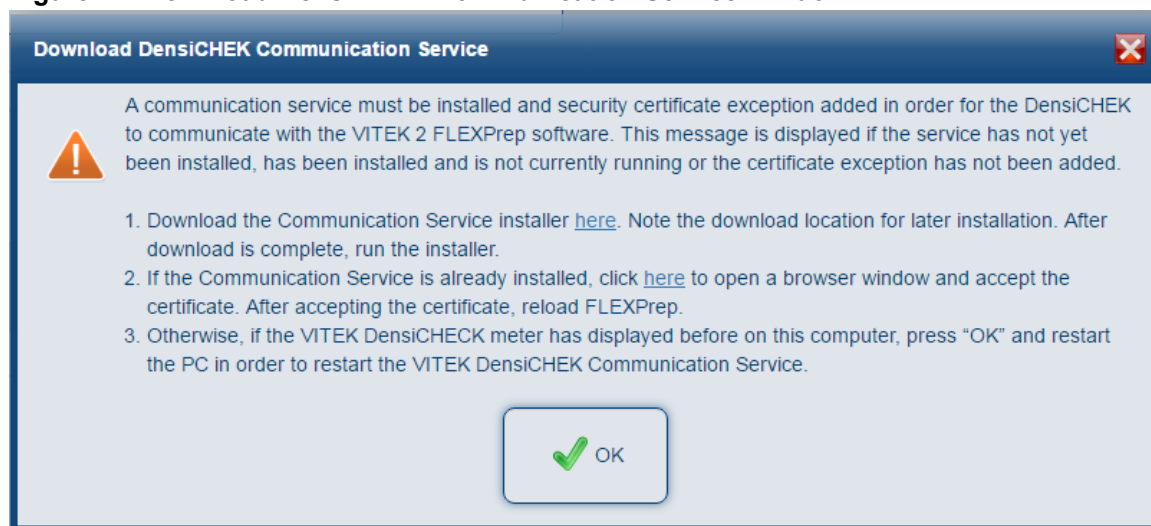 Download DensiCHEK Communication Service
A communication service must be installed and security certificate exception added in order for the DensiCHEK
to communicate with the VITEK 2 FLEXPrep software. This message is displayed if the service has not yet
been installed, has been installed and is not currently running or the certificate exception has not been added.
1. Download the Communication Service installer here. Note the download location for later installation. After
download is complete, run the installer.
2. If the Communication Service is already installed, click here to open a browser window and accept the
certificate. After accepting the certificate, reload FLEXPrep.
3. Otherwise, if the VITEK DensiCHECK meter has displayed before on this computer, press “OK” and restart
the PC in order to restart the VITEK DensiCHEK Communication Service.
OK